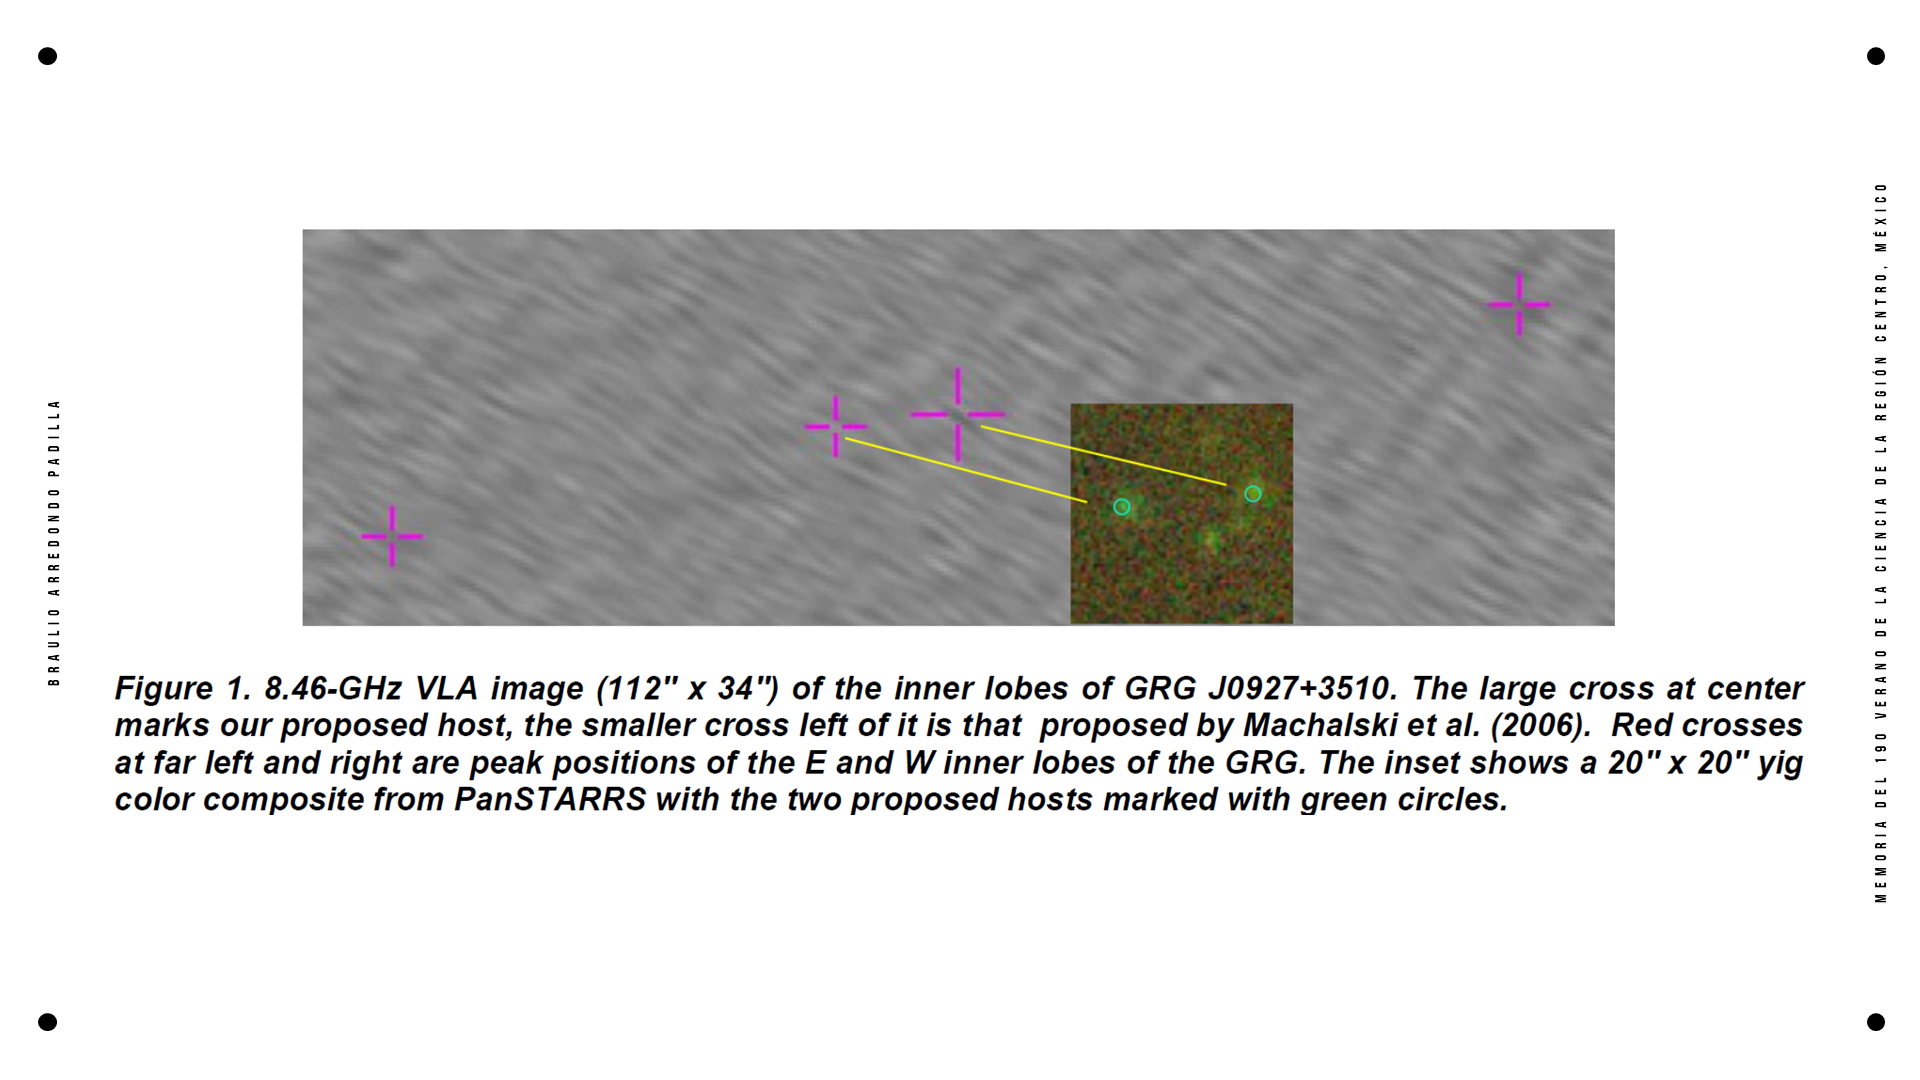 BRAULIO ARREDONDO PADILLA
Figure 1. 8.46-GHz VLA image (112" x 34") of the inner lobes of GRG J0927+3510. The large cross at center
marks our proposed host, the smaller cross left of it is that proposed by Machalski et al. (2006). Red crosses
at far left and right are peak positions of the E and W inner lobes of the GRG. The inset shows a 20" x 20" yig
color composite from PanSTARRS with the two proposed hosts marked with green circles.
MEMORIA DEL 190 VERANO DE LA CIENCIA DE LA REGIÓN CENTRO, MÉXICO